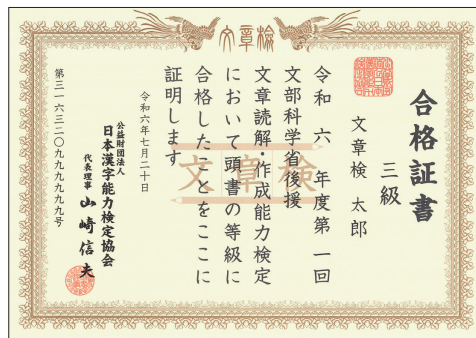 文章検
合格証書
三級
文章検 太郎
令和 六 年度第 一 回
文部科学省後援
文章読解・作成能力検定
において頭書の等級に
合格したことをここに
証明します
文章検
令和六年七月二十日
公益財団法人
日本漢字能力検定協会
代表理事 山崎信夫
第三一六三二〇九九九九九九号